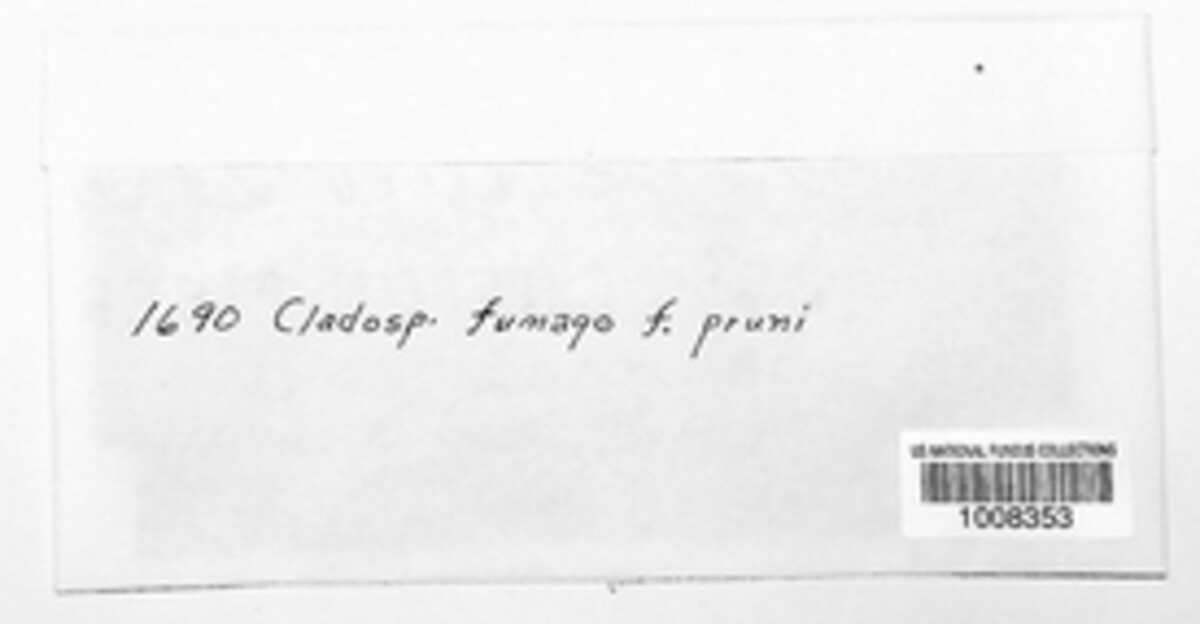 1690 Cladosp. fumago f. pruni
US NATIONAL FUNGUS COLLECTIONS
1008353